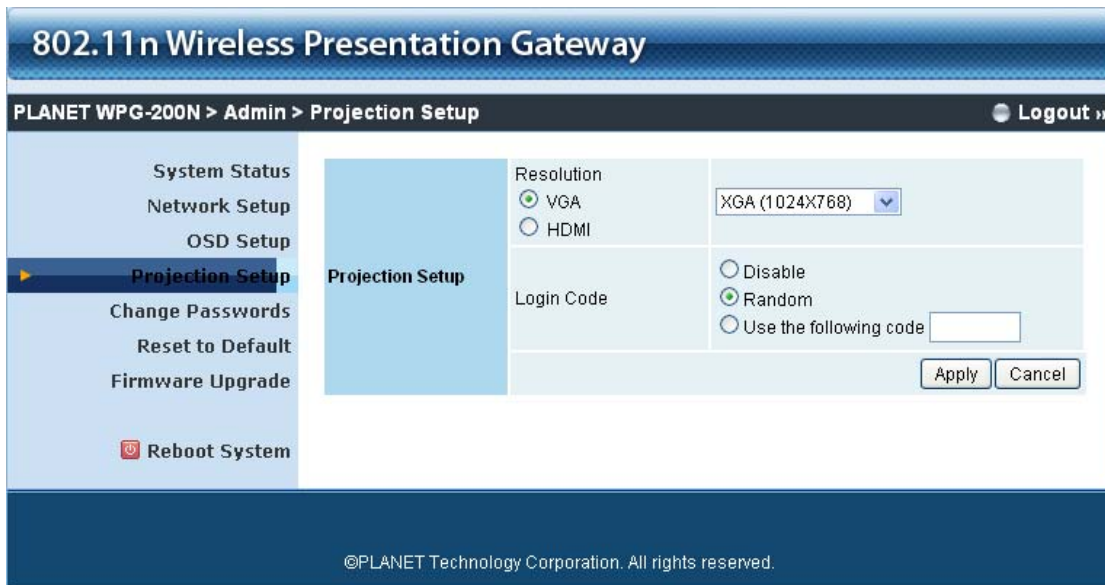 802.11n Wireless Presentation Gateway
PLANET WPG-200N > Admin > Projection Setup
Logout »
System Status
Network Setup
OSD Setup
Projection Setup
Change Passwords
Reset to Default
Firmware Upgrade
Reboot System
Projection Setup
Resolution
VGA
HDMI
XGA (1024X768)
Login Code
Disable
Random
Use the following code
Apply Cancel
©PLANET Technology Corporation. All rights reserved.